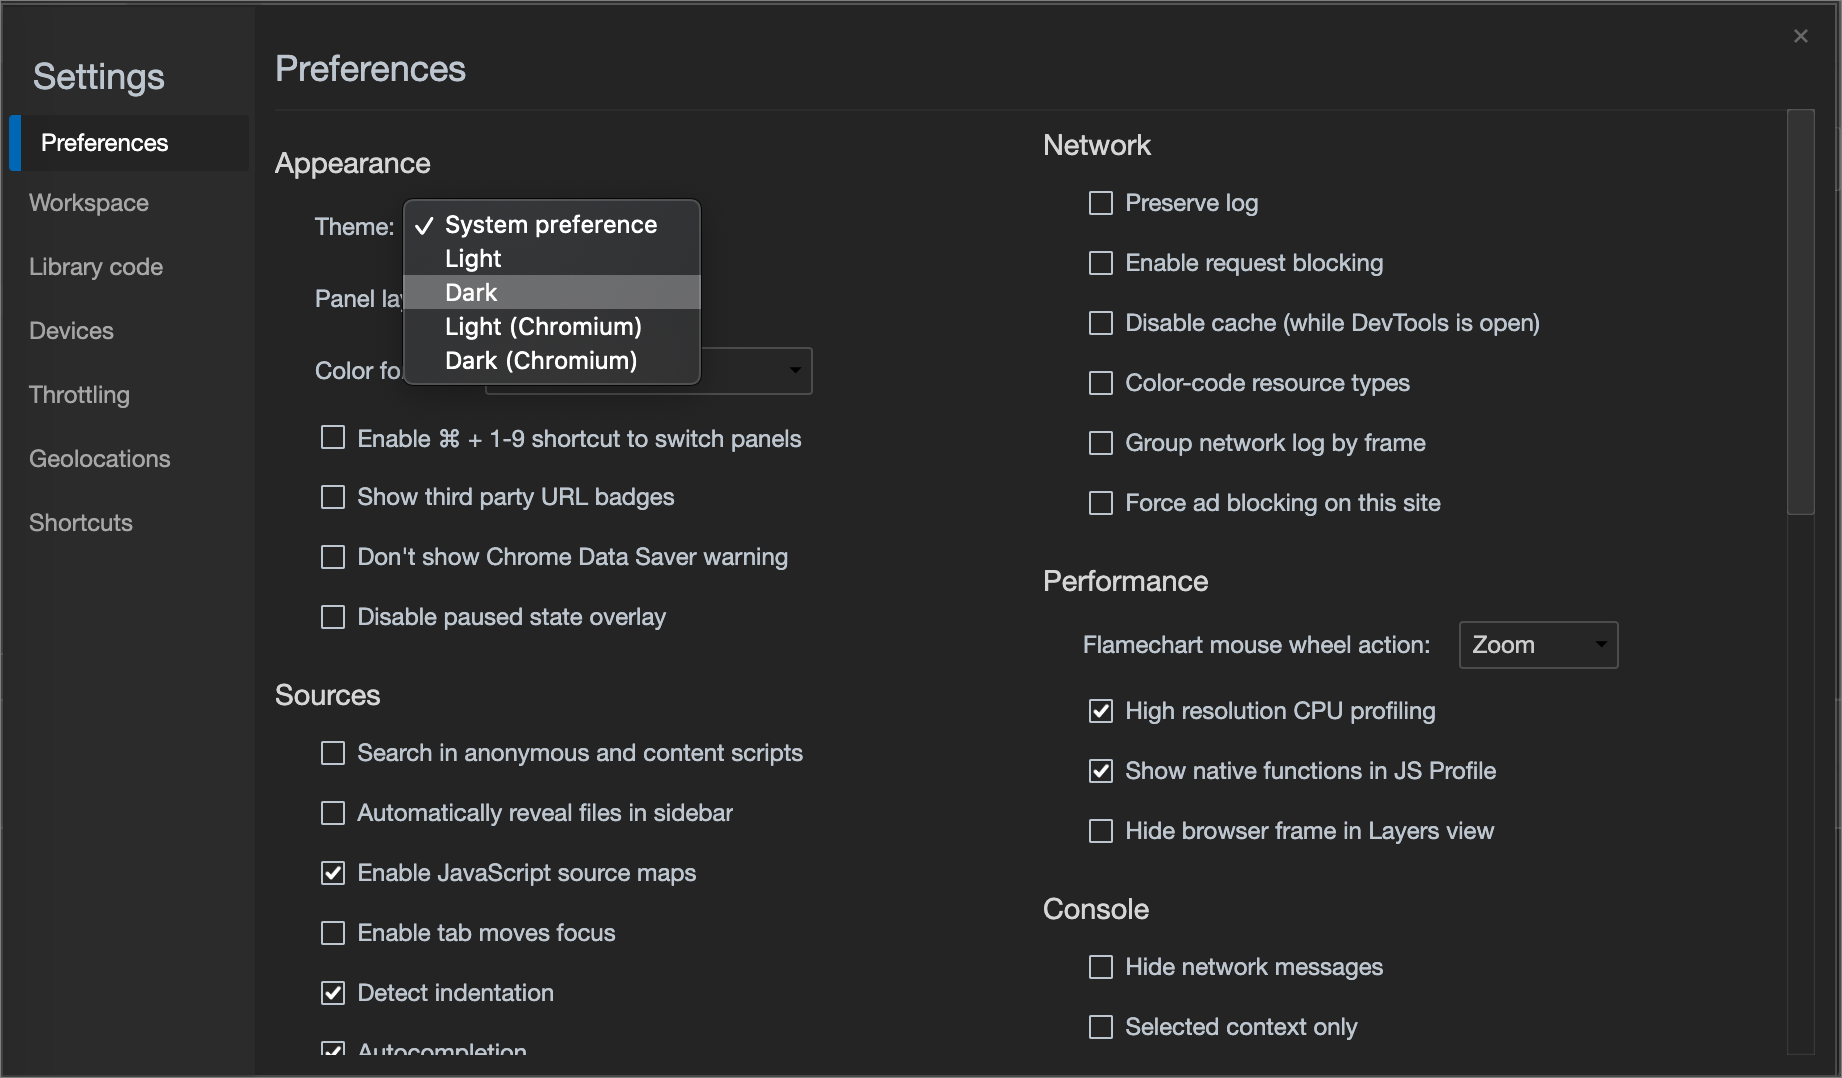 Settings
Preferences
Workspace
Library code
Devices
Throttling
Geolocations
Shortcuts
Preferences
Appearance
Theme:
✓ System preference
Light
Dark
Light (Chromium)
Dark (Chromium)
Panel
Color
Enable ⌘ + 1-9 shortcut to switch panels
Show third party URL badges
Don't show Chrome Data Saver warning
Disable paused state overlay
Sources
Search in anonymous and content scripts
Automatically reveal files in sidebar
Enable JavaScript source maps
Enable tab moves focus
Detect indentation
Autocompletion
Network
Preserve log
Enable request blocking
Disable cache (while DevTools is open)
Color-code resource types
Group network log by frame
Force ad blocking on this site
Performance
Flamechart mouse wheel action: Zoom
High resolution CPU profiling
Show native functions in JS Profile
Hide browser frame in Layers view
Console
Hide network messages
Selected context only